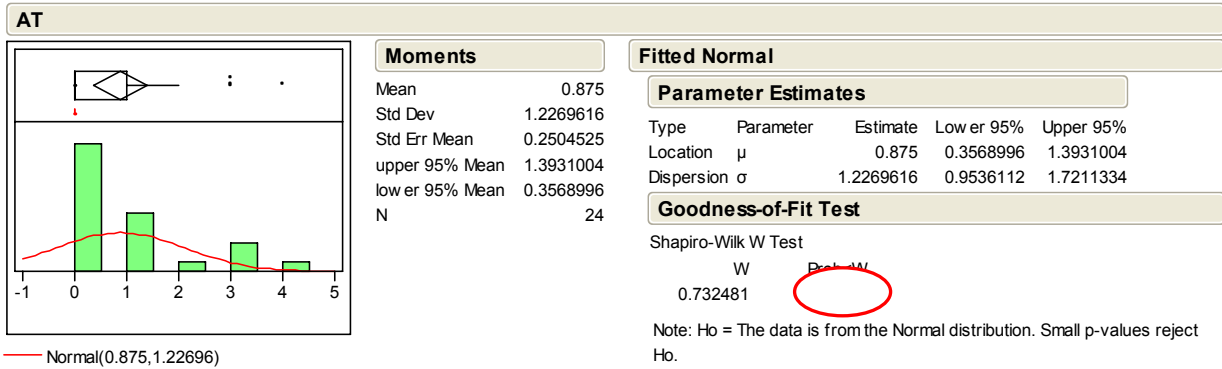 AT
-1 0 1 2 3 4 5
Normal(0.875,1.22696)
Moments
Mean 0.875
Std Dev 1.2269616
Std Err Mean 0.2504525
upper 95% Mean 1.3931004
lower 95% Mean 0.3568996
N 24
Fitted Normal
Parameter Estimates
Type Parameter Estimate Lower 95% Upper 95%
Location μ 0.875 0.3568996 1.3931004
Dispersion σ 1.2269616 0.9536112 1.7211334
Goodness-of-Fit Test
Shapiro-Wilk W Test
W Prob<W
0.732481
Note: Ho = The data is from the Normal distribution. Small p-values reject
Ho.